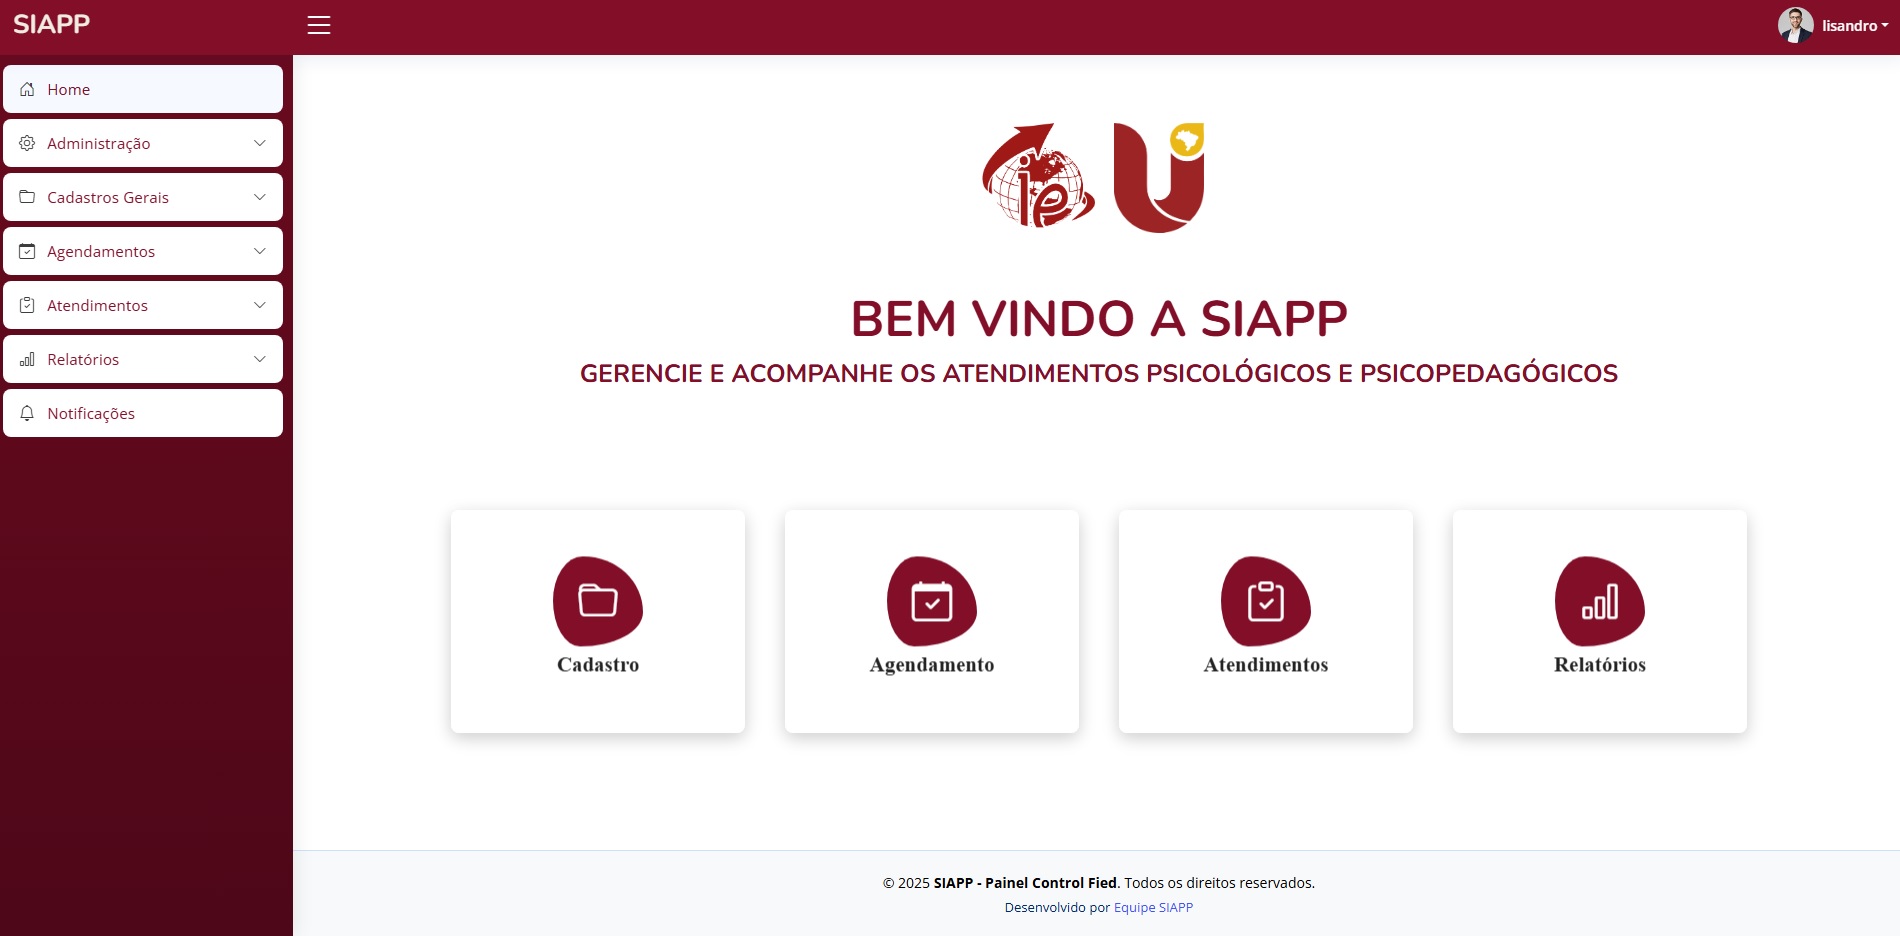 SIAPP
lisandro
Home
Administração
Cadastros Gerais
Agendamentos
Atendimentos
Relatórios
Notificações
ie
BEM VINDO A SIAPP
GERENCIE E ACOMPANHE OS ATENDIMENTOS PSICOLÓGICOS E PSICOPEDAGÓGICOS
Cadastro
Agendamento
Atendimentos
Relatórios
© 2025 SIAPP - Painel Control Fied. Todos os direitos reservados.
Desenvolvido por Equipe SIAPP